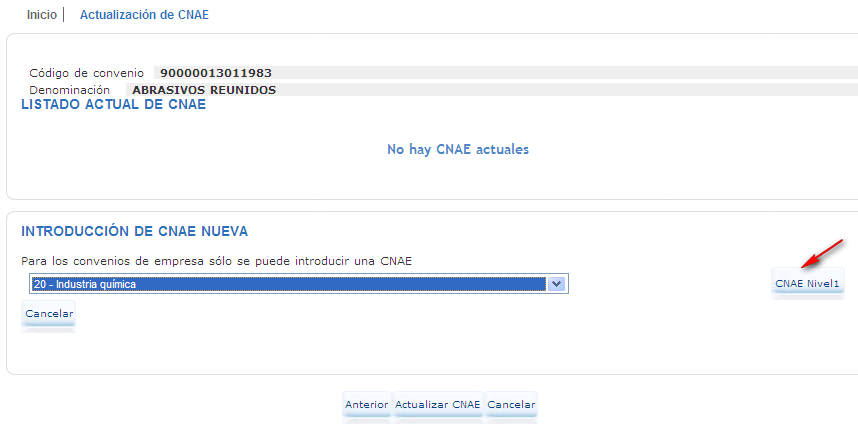 Inicio Actualización de CNAE
Código de convenio 90000013011983
Denominación ABRASIVOS REUNIDOS
LISTADO ACTUAL DE CNAE
No hay CNAE actuales
INTRODUCCIÓN DE CNAE NUEVA
Para los convenios de empresa sólo se puede introducir una CNAE
20 - Industria química
CNAE Nivel1
Cancelar
Anterior Actualizar CNAE Cancelar